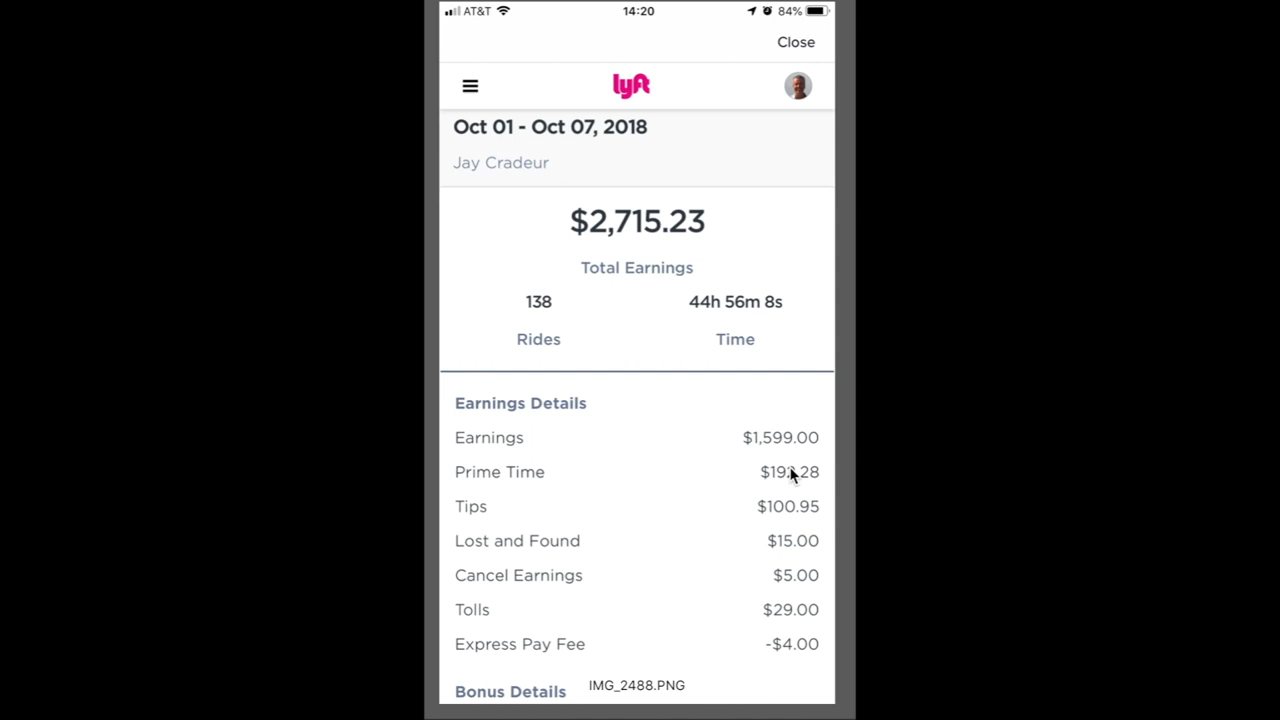 AT&T 14:20 84%
Close
lyft
Oct 01 - Oct 07, 2018
Jay Cradeur
$2,715.23
Total Earnings
138 44h 56m 8s
Rides Time
Earnings Details
Earnings $1,599.00
Prime Time
Tips $100.95
Lost and Found $15.00
Cancel Earnings $5.00
Tolls $29.00
Express Pay Fee -$4.00
Bonus Details
IMG_2488.PNG